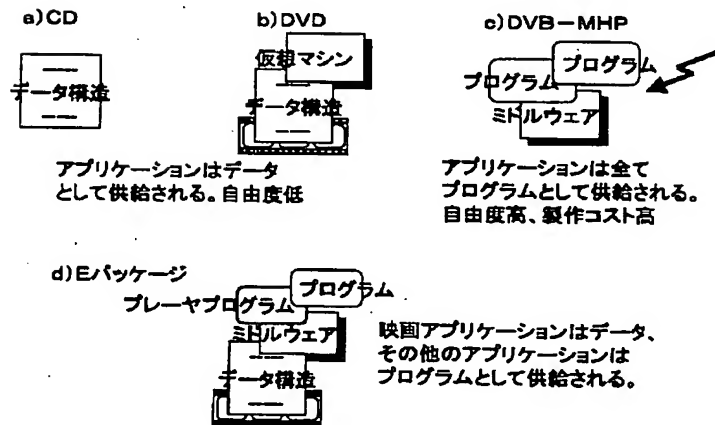 a)CD
b)DVD
c)DVB－MHP
データ構造
仮想マシン
データ構造
プログラム
プログラム
ミドルウェア
アプリケーションはデータ
として供給される。自由度低
アプリケーションは全て
プログラムとして供給される。
自由度高、製作コスト高
d)Eパッケージ
プログラム
プレーヤプログラム
ミドルウェア
データ構造
映画アプリケーションはデータ、
その他のアプリケーションは
プログラムとして供給される。